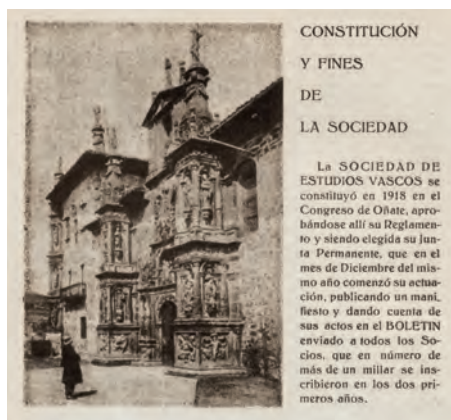 CONSTITUCIÓN
Y FINES
DE
LA SOCIEDAD
La SOCIEDAD DE
ESTUDIOS VASCOS se
constituyó en 1918 en el
Congreso de Oñate, apro-
bándose allí su Reglamen-
to y siendo elegida su Jun-
ta Permanente, que en el
mes de Diciembre del mis-
mo año comenzó su actua-
ción, publicando un mani.
fiesto y dando cuenta de
sus actos en el BOLETIN
enviado a todos los So-
cios, que en número de
más de un millar se ins-
cribieron en los dos pri-
meros años.